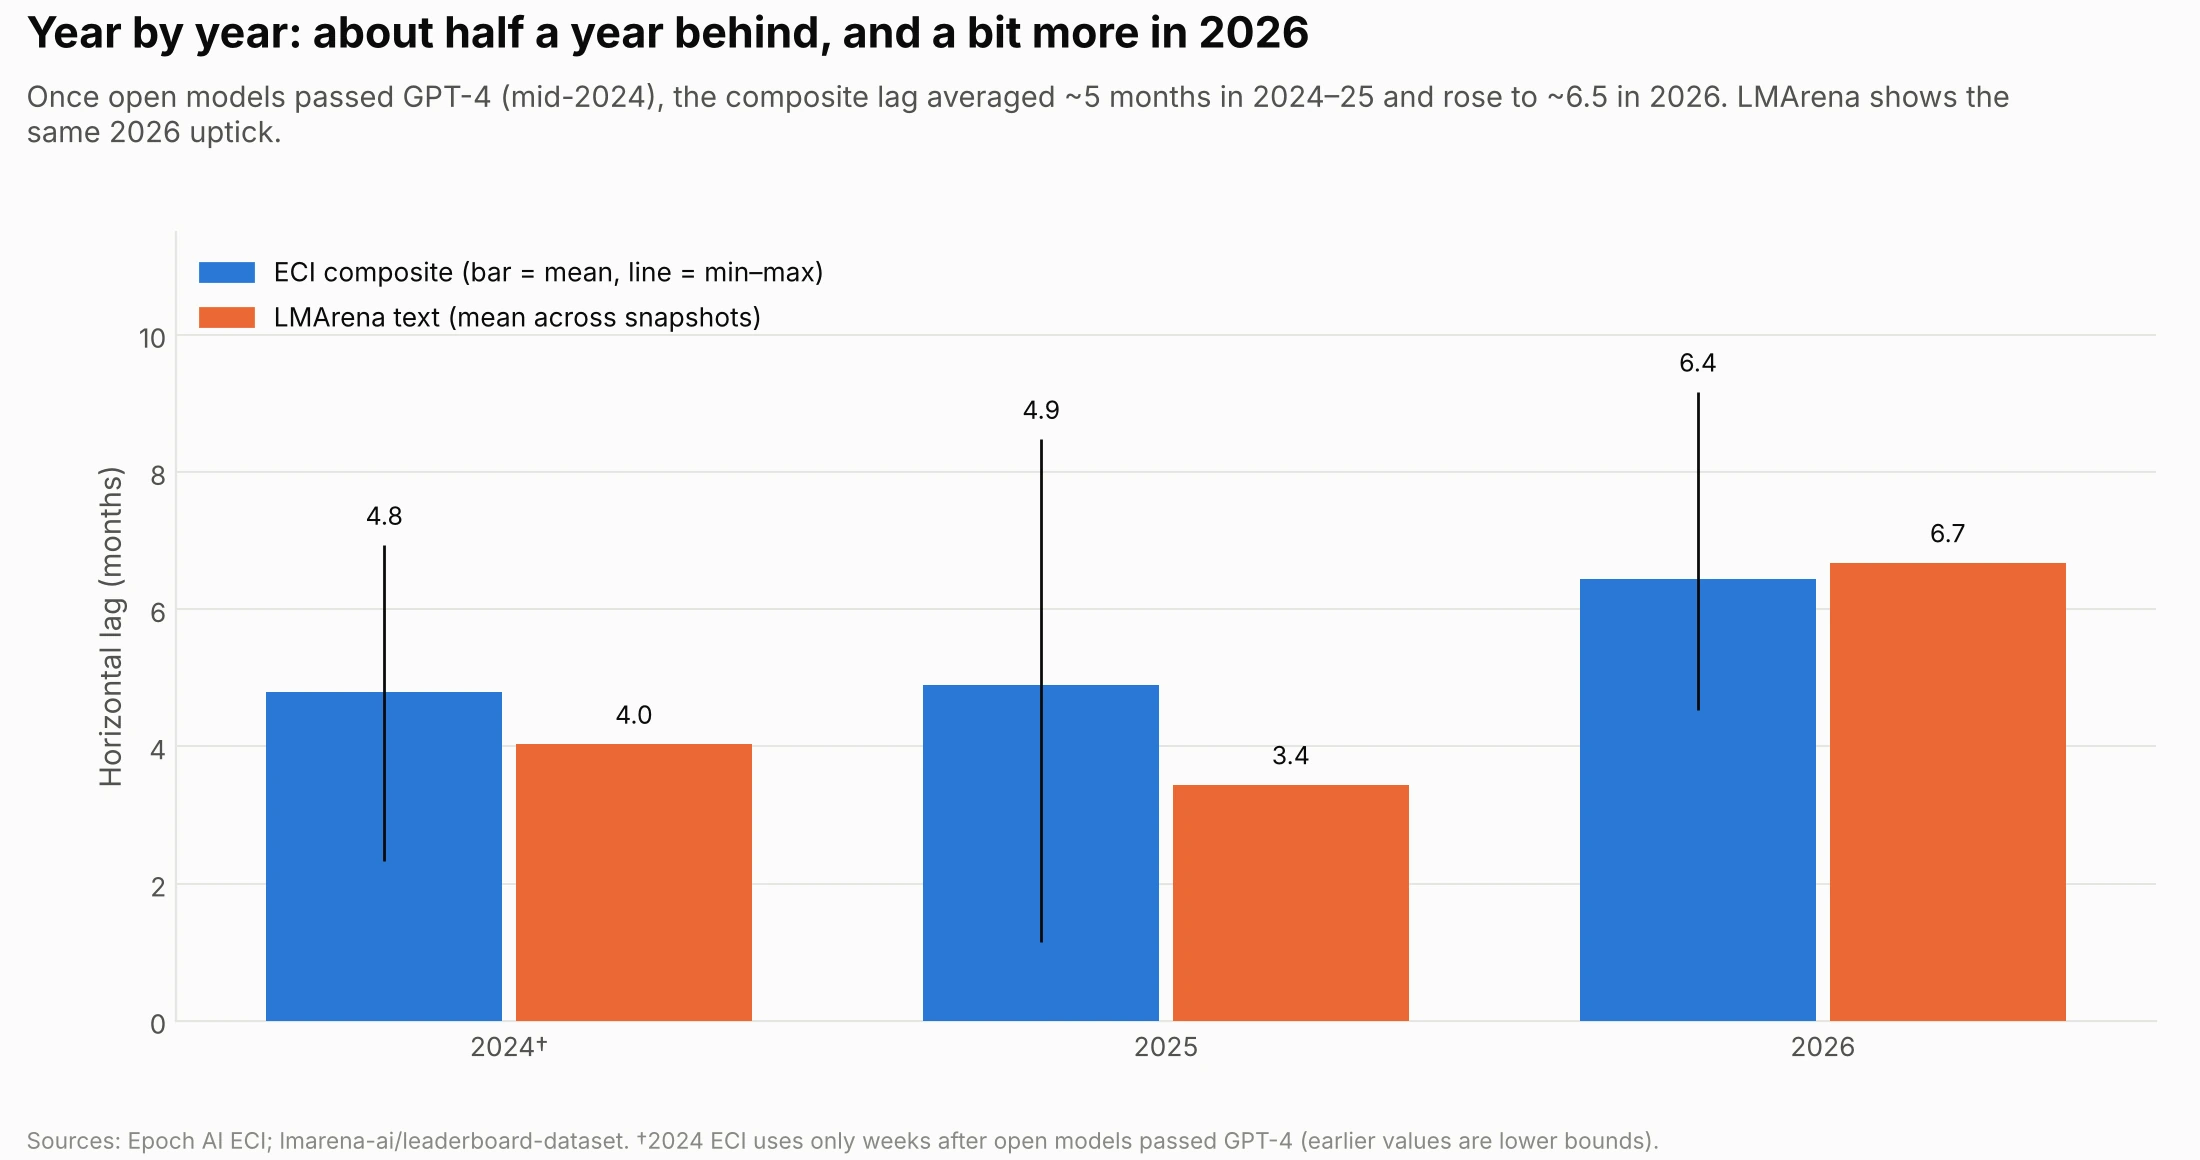 Year by year: about half a year behind, and a bit more in 2026
Once open models passed GPT-4 (mid-2024), the composite lag averaged ~5 months in 2024–25 and rose to ~6.5 in 2026. LMArena shows the
same 2026 uptick.
ECI composite (bar = mean, line = min–max)
LMArena text (mean across snapshots)
Horizontal lag (months)
10
8
6
4
2
0
4.8
4.0
4.9
3.4
6.4
6.7
2024†
2025
2026
Sources: Epoch AI ECI; lmarena-ai/leaderboard-dataset. †2024 ECI uses only weeks after open models passed GPT-4 (earlier values are lower bounds).